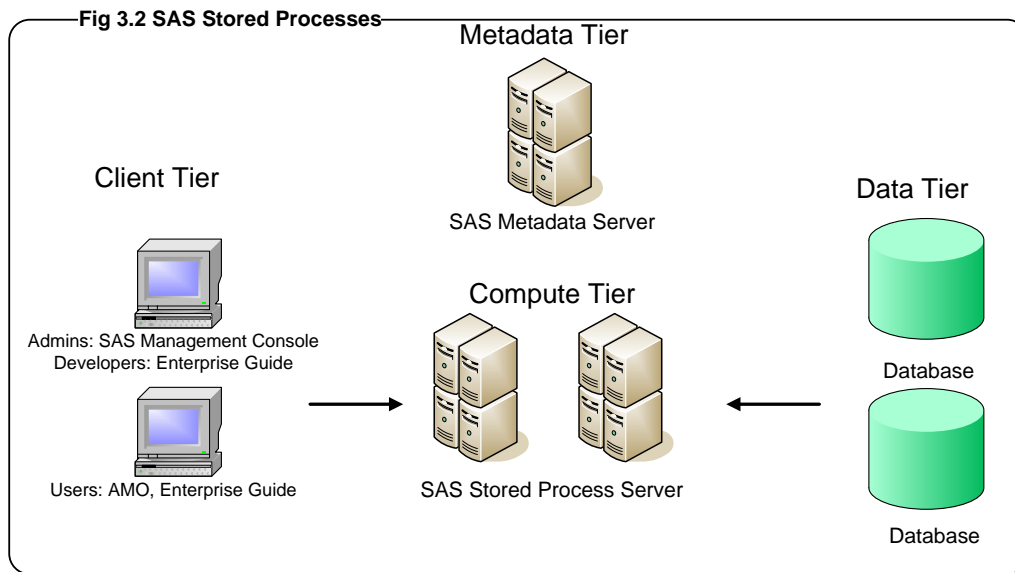 Fig 3.2 SAS Stored Processes
Metadata Tier
SAS Metadata Server
Client Tier
Admins: SAS Management Console
Developers: Enterprise Guide
Users: AMO, Enterprise Guide
Compute Tier
SAS Stored Process Server
Data Tier
Database
Database